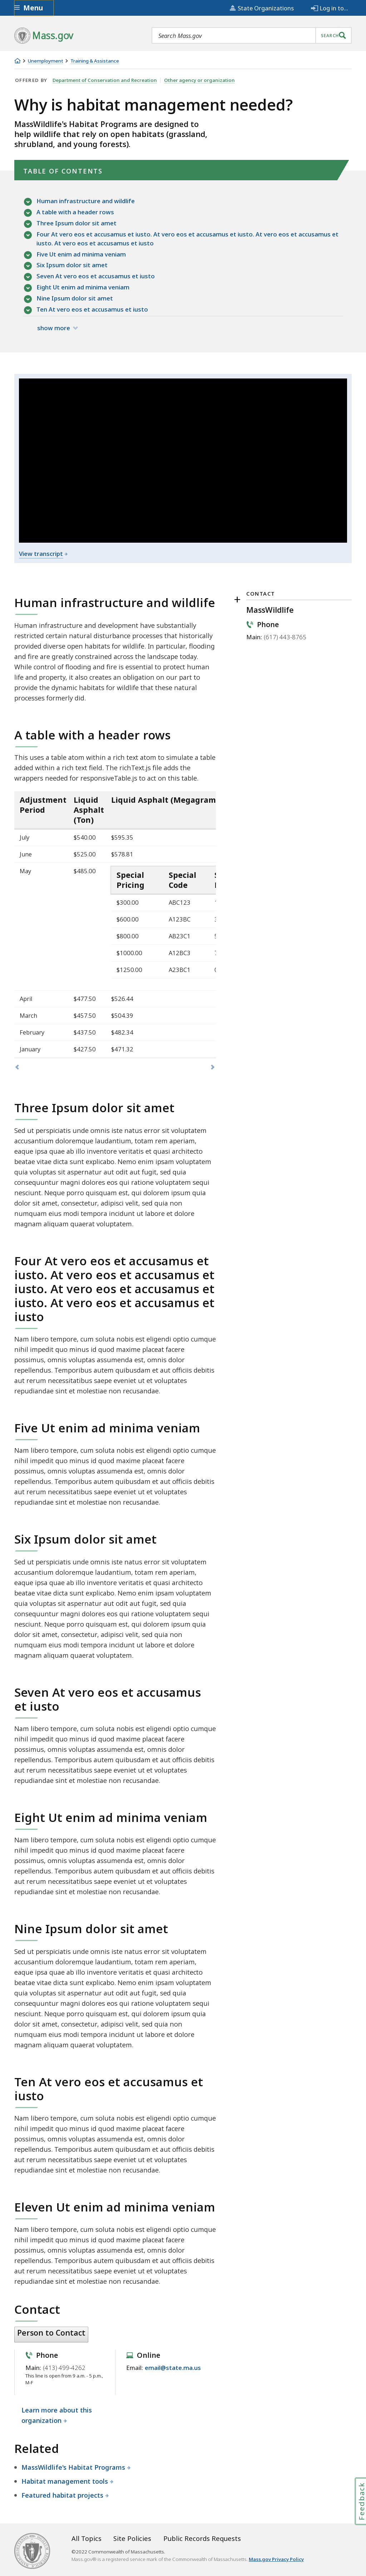 Menu
State Organizations
Log in to...
Mass.gov
Search Mass.gov
SEARCH
Unemployment
Training & Assistance
OFFERED BY
Department of Conservation and Recreation
Other agency or organization
Why is habitat management needed?
MassWildlife's Habitat Programs are designed to
help wildlife that rely on open habitats (grassland,
shrubland, and young forests).
TABLE OF CONTENTS
Human infrastructure and wildlife
A table with a header rows
Three Ipsum dolor sit amet
Four At vero eos et accusamus et iusto. At vero eos et accusamus et iusto. At vero eos et accusamus et
iusto. At vero eos et accusamus et iusto
Five Ut enim ad minima veniam
Six Ipsum dolor sit amet
Seven At vero eos et accusamus et iusto
Eight Ut enim ad minima veniam
Nine Ipsum dolor sit amet
Ten At vero eos et accusamus et iusto
show more
View transcript
Human infrastructure and wildlife
Human infrastructure and development have substantially
restricted certain natural disturbance processes that historically
provided diverse open habitats for wildlife. In particular, flooding
and fire are greatly constrained across the landscape today.
While control of flooding and fire is essential to protect human
life and property, it also creates an obligation on our part to
provide the dynamic habitats for wildlife that these natural
processes formerly did.
CONTACT
MassWildlife
Phone
Main: (617) 443-8765
A table with a header rows
This uses a table atom within a rich text atom to simulate a table
added within a rich text field. The richText.js file adds the
wrappers needed for responsiveTable.js to act on this table.
Adjustment Period Liquid Asphalt (Ton) Liquid Asphalt (Megagram
July $540.00 $595.35
June $525.00 $578.81
May $485.00
Special Pricing Special Code
$300.00 ABC123
$600.00 A123BC
$800.00 AB23C1
$1000.00 A12BC3
$1250.00 A23BC1
April $477.50 $526.44
March $457.50 $504.39
February $437.50 $482.34
January $427.50 $471.32
Three Ipsum dolor sit amet
Sed ut perspiciatis unde omnis iste natus error sit voluptatem
accusantium doloremque laudantium, totam rem aperiam,
eaque ipsa quae ab illo inventore veritatis et quasi architecto
beatae vitae dicta sunt explicabo. Nemo enim ipsam voluptatem
quia voluptas sit aspernatur aut odit aut fugit, sed quia
consequuntur magni dolores eos qui ratione voluptatem sequi
nesciunt. Neque porro quisquam est, qui dolorem ipsum quia
dolor sit amet, consectetur, adipisci velit, sed quia non
numquam eius modi tempora incidunt ut labore et dolore
magnam aliquam quaerat voluptatem.
Four At vero eos et accusamus et
iusto. At vero eos et accusamus et
iusto. At vero eos et accusamus et
iusto. At vero eos et accusamus et
iusto
Nam libero tempore, cum soluta nobis est eligendi optio cumque
nihil impedit quo minus id quod maxime placeat facere
possimus, omnis voluptas assumenda est, omnis dolor
repellendus. Temporibus autem quibusdam et aut officiis debitis
aut rerum necessitatibus saepe eveniet ut et voluptates
repudiandae sint et molestiae non recusandae.
Five Ut enim ad minima veniam
Nam libero tempore, cum soluta nobis est eligendi optio cumque
nihil impedit quo minus id quod maxime placeat facere
possimus, omnis voluptas assumenda est, omnis dolor
repellendus. Temporibus autem quibusdam et aut officiis debitis
aut rerum necessitatibus saepe eveniet ut et voluptates
repudiandae sint et molestiae non recusandae.
Six Ipsum dolor sit amet
Sed ut perspiciatis unde omnis iste natus error sit voluptatem
accusantium doloremque laudantium, totam rem aperiam,
eaque ipsa quae ab illo inventore veritatis et quasi architecto
beatae vitae dicta sunt explicabo. Nemo enim ipsam voluptatem
quia voluptas sit aspernatur aut odit aut fugit, sed quia
consequuntur magni dolores eos qui ratione voluptatem sequi
nesciunt. Neque porro quisquam est, qui dolorem ipsum quia
dolor sit amet, consectetur, adipisci velit, sed quia non
numquam eius modi tempora incidunt ut labore et dolore
magnam aliquam quaerat voluptatem.
Seven At vero eos et accusamus
et iusto
Nam libero tempore, cum soluta nobis est eligendi optio cumque
nihil impedit quo minus id quod maxime placeat facere
possimus, omnis voluptas assumenda est, omnis dolor
repellendus. Temporibus autem quibusdam et aut officiis debitis
aut rerum necessitatibus saepe eveniet ut et voluptates
repudiandae sint et molestiae non recusandae.
Eight Ut enim ad minima veniam
Nam libero tempore, cum soluta nobis est eligendi optio cumque
nihil impedit quo minus id quod maxime placeat facere
possimus, omnis voluptas assumenda est, omnis dolor
repellendus. Temporibus autem quibusdam et aut officiis debitis
aut rerum necessitatibus saepe eveniet ut et voluptates
repudiandae sint et molestiae non recusandae.
Nine Ipsum dolor sit amet
Sed ut perspiciatis unde omnis iste natus error sit voluptatem
accusantium doloremque laudantium, totam rem aperiam,
eaque ipsa quae ab illo inventore veritatis et quasi architecto
beatae vitae dicta sunt explicabo. Nemo enim ipsam voluptatem
quia voluptas sit aspernatur aut odit aut fugit, sed quia
consequuntur magni dolores eos qui ratione voluptatem sequi
nesciunt. Neque porro quisquam est, qui dolorem ipsum quia
dolor sit amet, consectetur, adipisci velit, sed quia non
numquam eius modi tempora incidunt ut labore et dolore
magnam aliquam quaerat voluptatem.
Ten At vero eos et accusamus et
iusto
Nam libero tempore, cum soluta nobis est eligendi optio cumque
nihil impedit quo minus id quod maxime placeat facere
possimus, omnis voluptas assumenda est, omnis dolor
repellendus. Temporibus autem quibusdam et aut officiis debitis
aut rerum necessitatibus saepe eveniet ut et voluptates
repudiandae sint et molestiae non recusandae.
Eleven Ut enim ad minima veniam
Nam libero tempore, cum soluta nobis est eligendi optio cumque
nihil impedit quo minus id quod maxime placeat facere
possimus, omnis voluptas assumenda est, omnis dolor
repellendus. Temporibus autem quibusdam et aut officiis debitis
aut rerum necessitatibus saepe eveniet ut et voluptates
repudiandae sint et molestiae non recusandae.
Contact
Person to Contact
Phone
Main: (413) 499-4262
This line is open from 9 a.m. - 5 p.m.,
M-F
Online
Email: email@state.ma.us
Learn more about this
organization
Related
MassWildlife's Habitat Programs
Habitat management tools
Featured habitat projects
Feedback
All Topics
Site Policies
Public Records Requests
©2022 Commonwealth of Massachusetts.
Mass.gov® is a registered service mark of the Commonwealth of Massachusetts. Mass.gov Privacy Policy